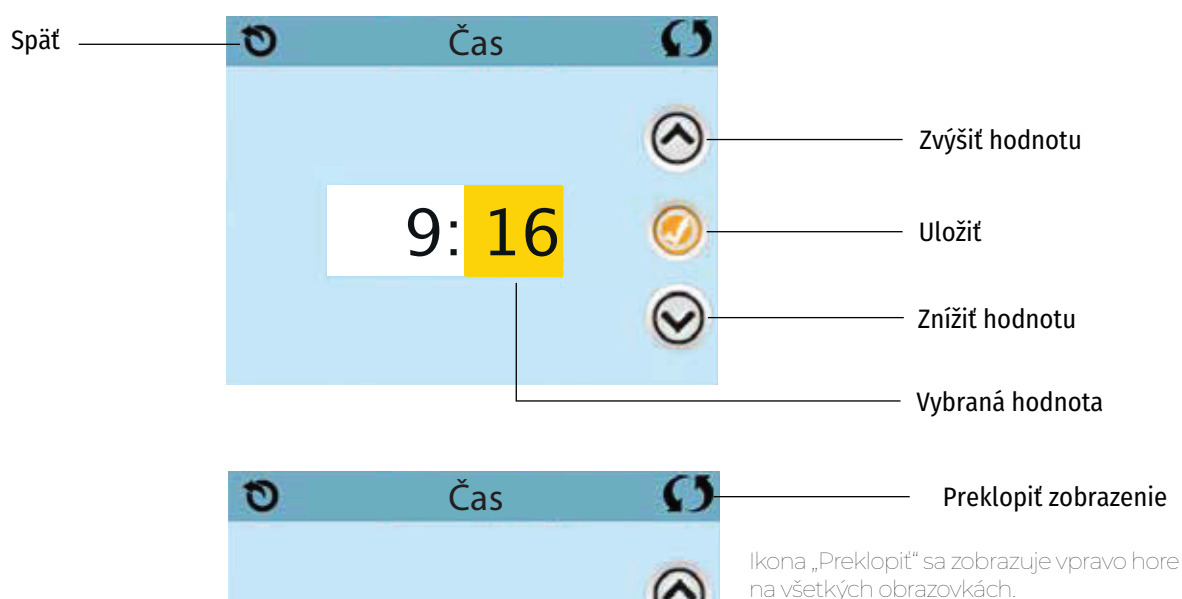 Späť
Čas
Zvýšiť hodnotu
9: 16
Uložiť
Znížiť hodnotu
Vybraná hodnota
Čas
Preklopiť zobrazenie
Ikona „Preklopiť“ sa zobrazuje vpravo hore
na všetkých obrazovkách.